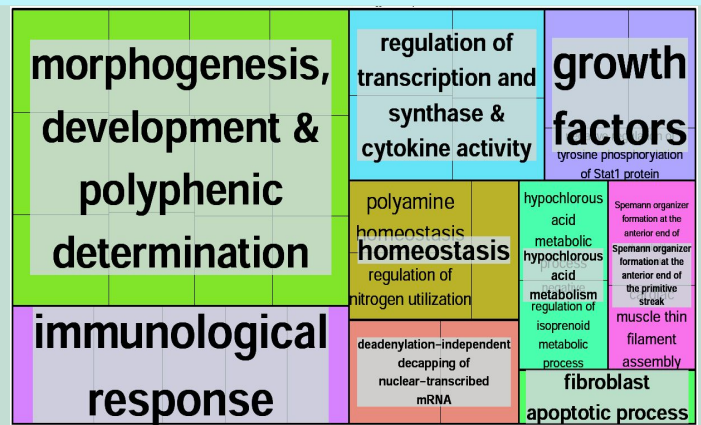 morphogenesis,
development &
polyphenic
determination
immunological
response
regulation of
transcription and
synthase &
cytokine activity
growth
factors
tyrosine phosphorylation
of Stat1 protein
polyamine
homeostasis
homeostasis
regulation of
nitrogen utilization
deadenylation−independent
decapping of
nuclear−transcribed
mRNA
hypochlorous
acid
metabolic
process
hypochlorous
acid
metabolism
negative
regulation of
isoprenoid
metabolic
process
Spemann organizer
formation at the
anterior end of
Spemann organizer
formation at the
anterior end of
the primitive
streak
cardiac
muscle thin
filament
assembly
fibroblast
apoptotic process